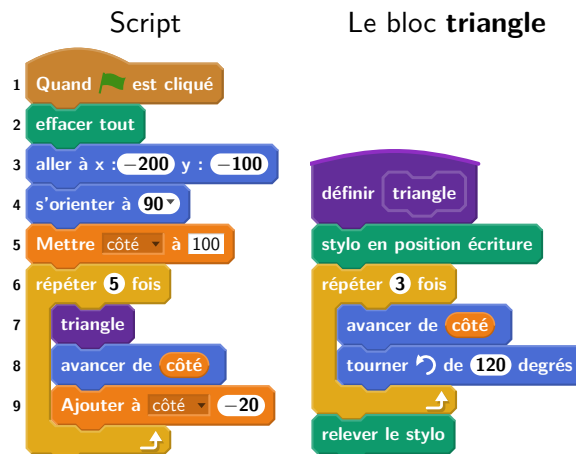 Script
1 Quand est cliqué
2 effacer tout
3 aller à x : −200 y : −100
4 s'orienter à 90
5 Mettre côté à 100
6 répéter 5 fois
7 triangle
8 avancer de côté
9 Ajouter à côté −20
Le bloc triangle
définir triangle
stylo en position écriture
répéter 3 fois
avancer de côté
tourner de 120 degrés
relever le stylo